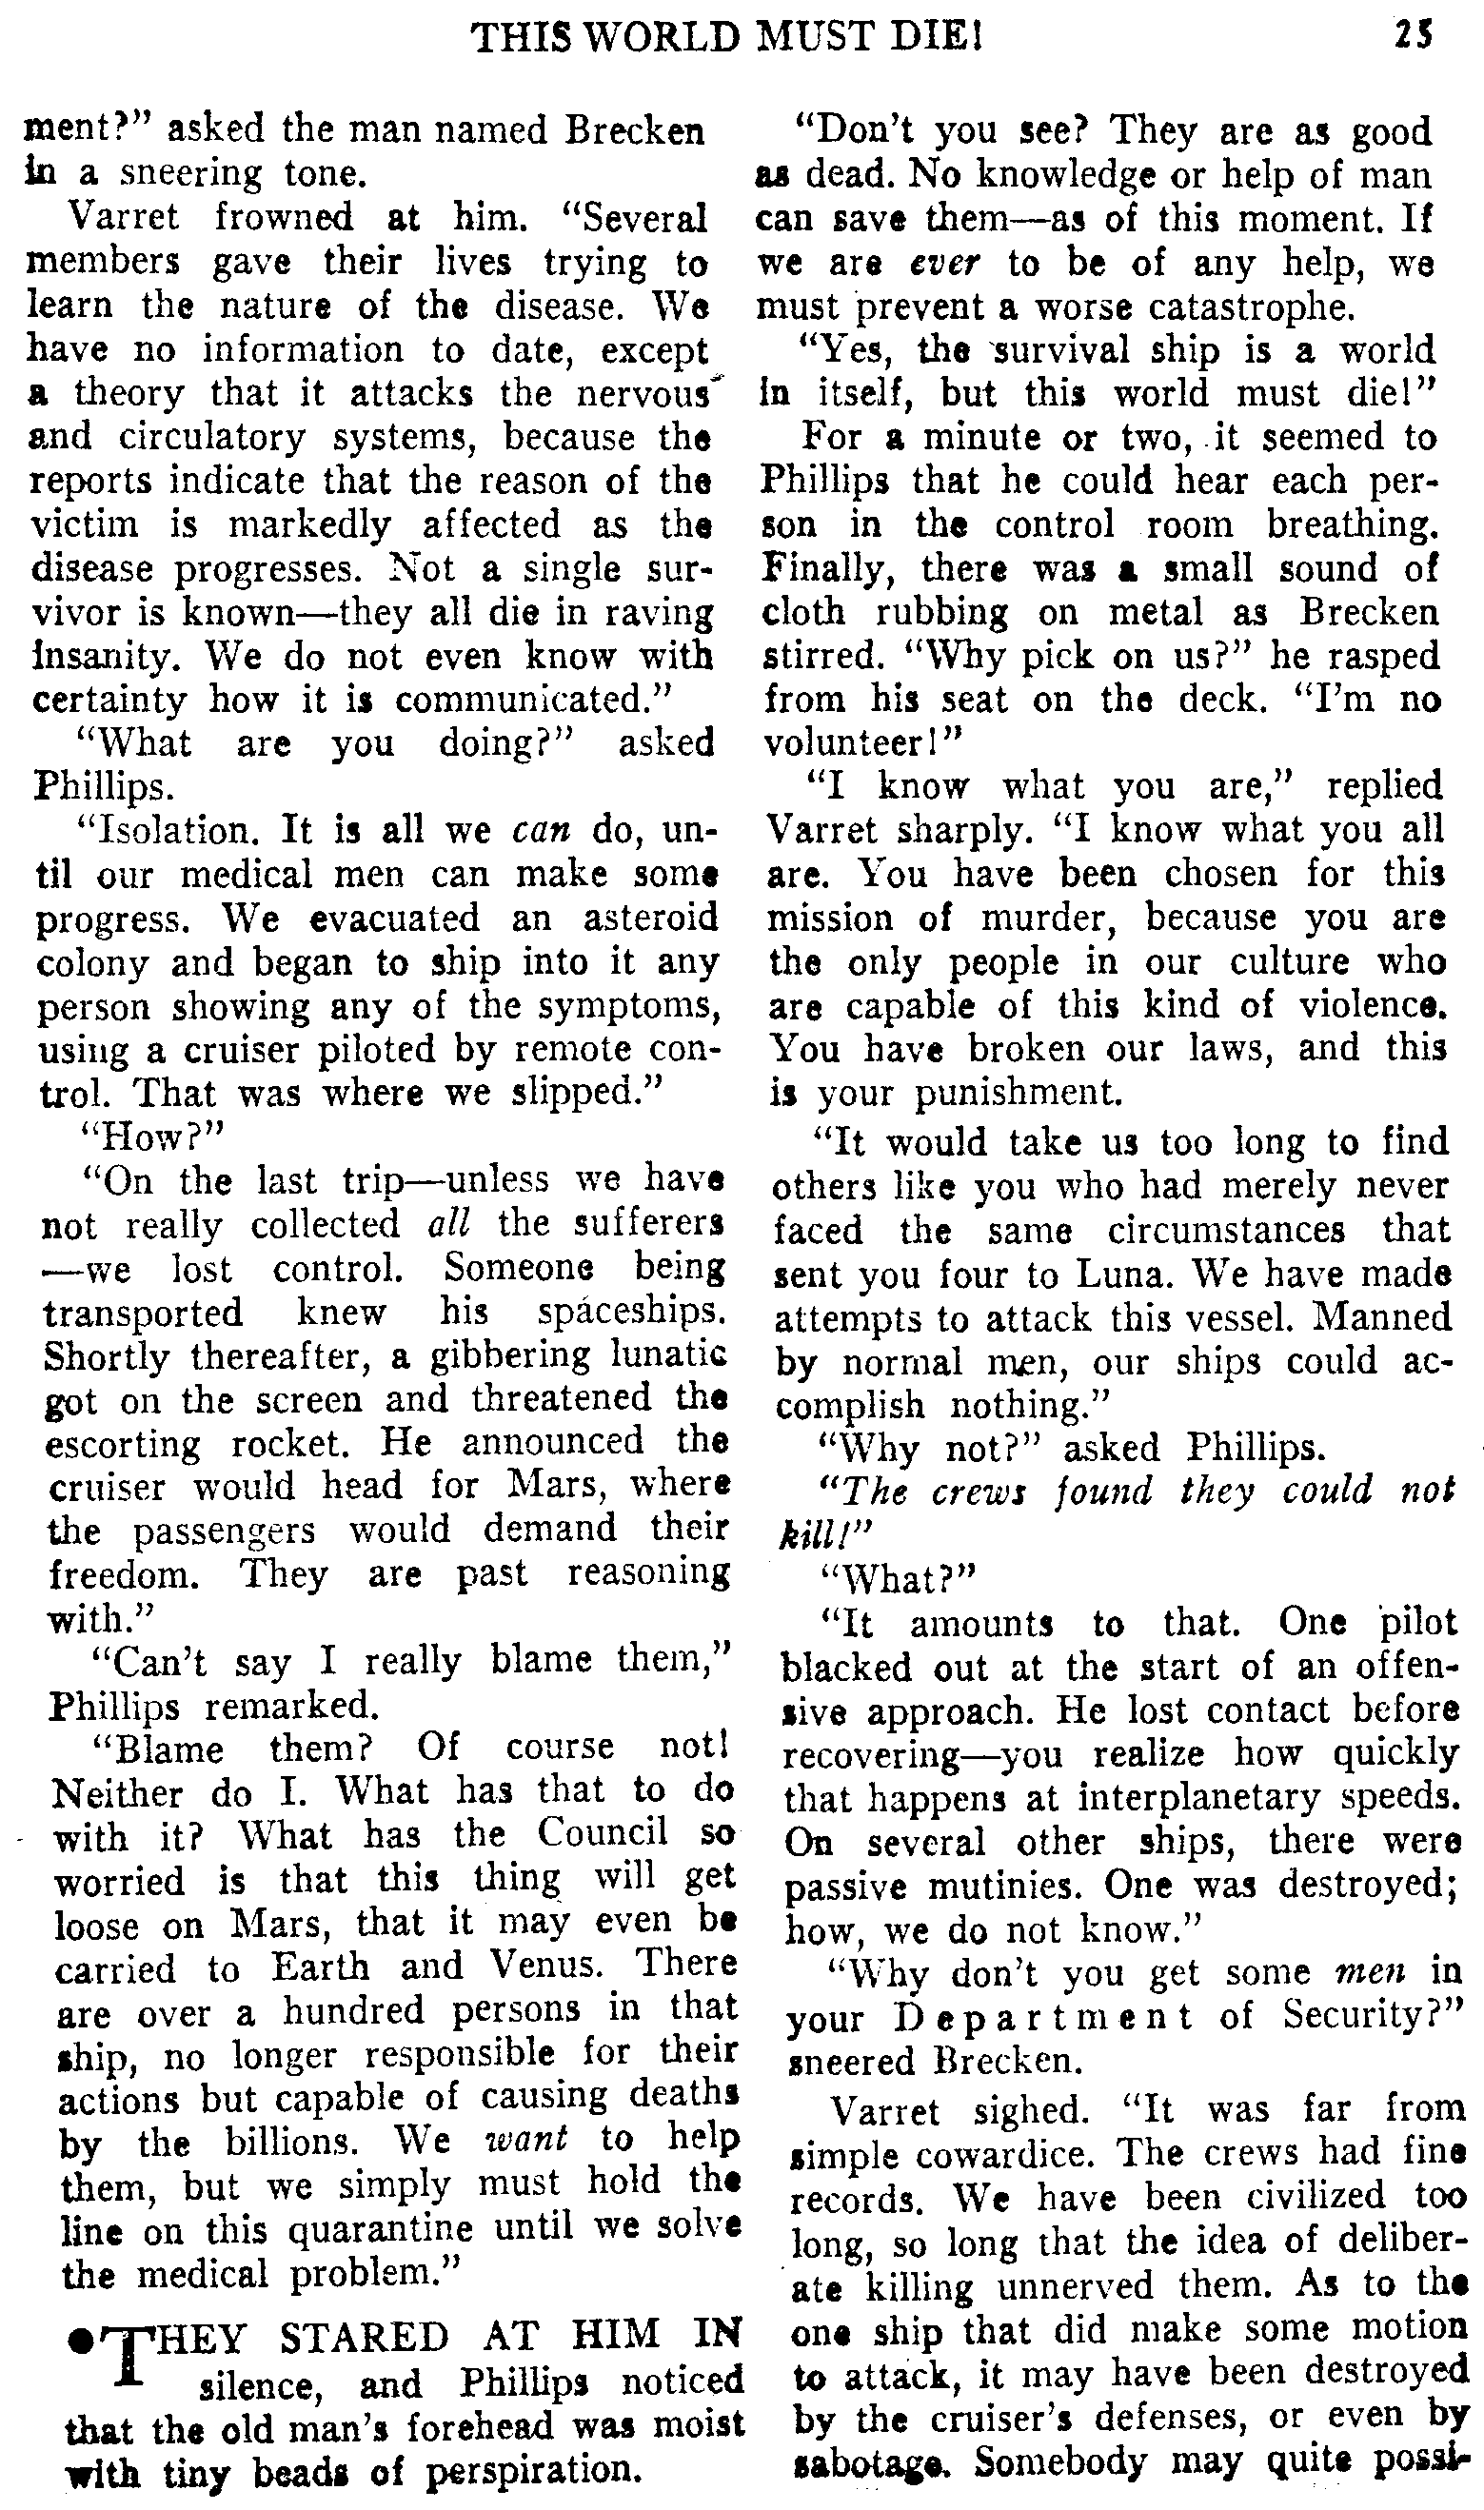 THIS WORLD MUST DIE!
25
ment?” asked the man named Brecken
in a sneering tone.
Varret frowned at him. “Several
members gave their lives trying to
learn the nature of the disease. We
have no information to date, except
a theory that it attacks the nervous
and circulatory systems, because the
reports indicate that the reason of the
victim is markedly affected as the
disease progresses. Not a single sur-
vivor is known—they all die in raving
insanity. We do not even know with
certainty how it is communicated.”
“What are you doing?” asked
Phillips.
“Isolation. It is all we can do, un-
til our medical men can make some
progress. We evacuated an asteroid
colony and began to ship into it any
person showing any of the symptoms,
using a cruiser piloted by remote con-
trol. That was where we slipped.”
“How?”
“On the last trip—unless we have
not really collected all the sufferers
—we lost control. Someone being
transported knew his spaceships.
Shortly thereafter, a gibbering lunatic
got on the screen and threatened the
escorting rocket. He announced the
cruiser would head for Mars, where
the passengers would demand their
freedom. They are past reasoning
with.”
“Can’t say I really blame them,”
Phillips remarked.
“Blame them? Of course not!
Neither do I. What has that to do
with it? What has the Council so
worried is that this thing will get
loose on Mars, that it may even be
carried to Earth and Venus. There
are over a hundred persons in that
ship, no longer responsible for their
actions but capable of causing deaths
by the billions. We want to help
them, but we simply must hold the
line on this quarantine until we solve
the medical problem.”
●THEY STARED AT HIM IN
silence, and Phillips noticed
that the old man’s forehead was moist
with tiny beads of perspiration.
“Don’t you see? They are as good
as dead. No knowledge or help of man
can save them—as of this moment. If
we are ever to be of any help, we
must prevent a worse catastrophe.
“Yes, the survival ship is a world
in itself, but this world must die!”
For a minute or two, it seemed to
Phillips that he could hear each per-
son in the control room breathing.
Finally, there was a small sound of
cloth rubbing on metal as Brecken
stirred. “Why pick on us?” he rasped
from his seat on the deck. “I’m no
volunteer!”
“I know what you are,” replied
Varret sharply. “I know what you all
are. You have been chosen for this
mission of murder, because you are
the only people in our culture who
are capable of this kind of violence.
You have broken our laws, and this
is your punishment.
“It would take us too long to find
others like you who had merely never
faced the same circumstances that
sent you four to Luna. We have made
attempts to attack this vessel. Manned
by normal men, our ships could ac-
complish nothing.”
“Why not?” asked Phillips.
“The crews found they could not
kill!”
“What?”
“It amounts to that. One pilot
blacked out at the start of an offen-
sive approach. He lost contact before
recovering—you realize how quickly
that happens at interplanetary speeds.
On several other ships, there were
passive mutinies. One was destroyed;
how, we do not know.”
“Why don’t you get some men in
your Department of Security?”
sneered Brecken.
Varret sighed. “It was far from
simple cowardice. The crews had fine
records. We have been civilized too
long, so long that the idea of deliber-
ate killing unnerved them. As to the
one ship that did make some motion
to attack, it may have been destroyed
by the cruiser’s defenses, or even by
sabotage. Somebody may quite possi-